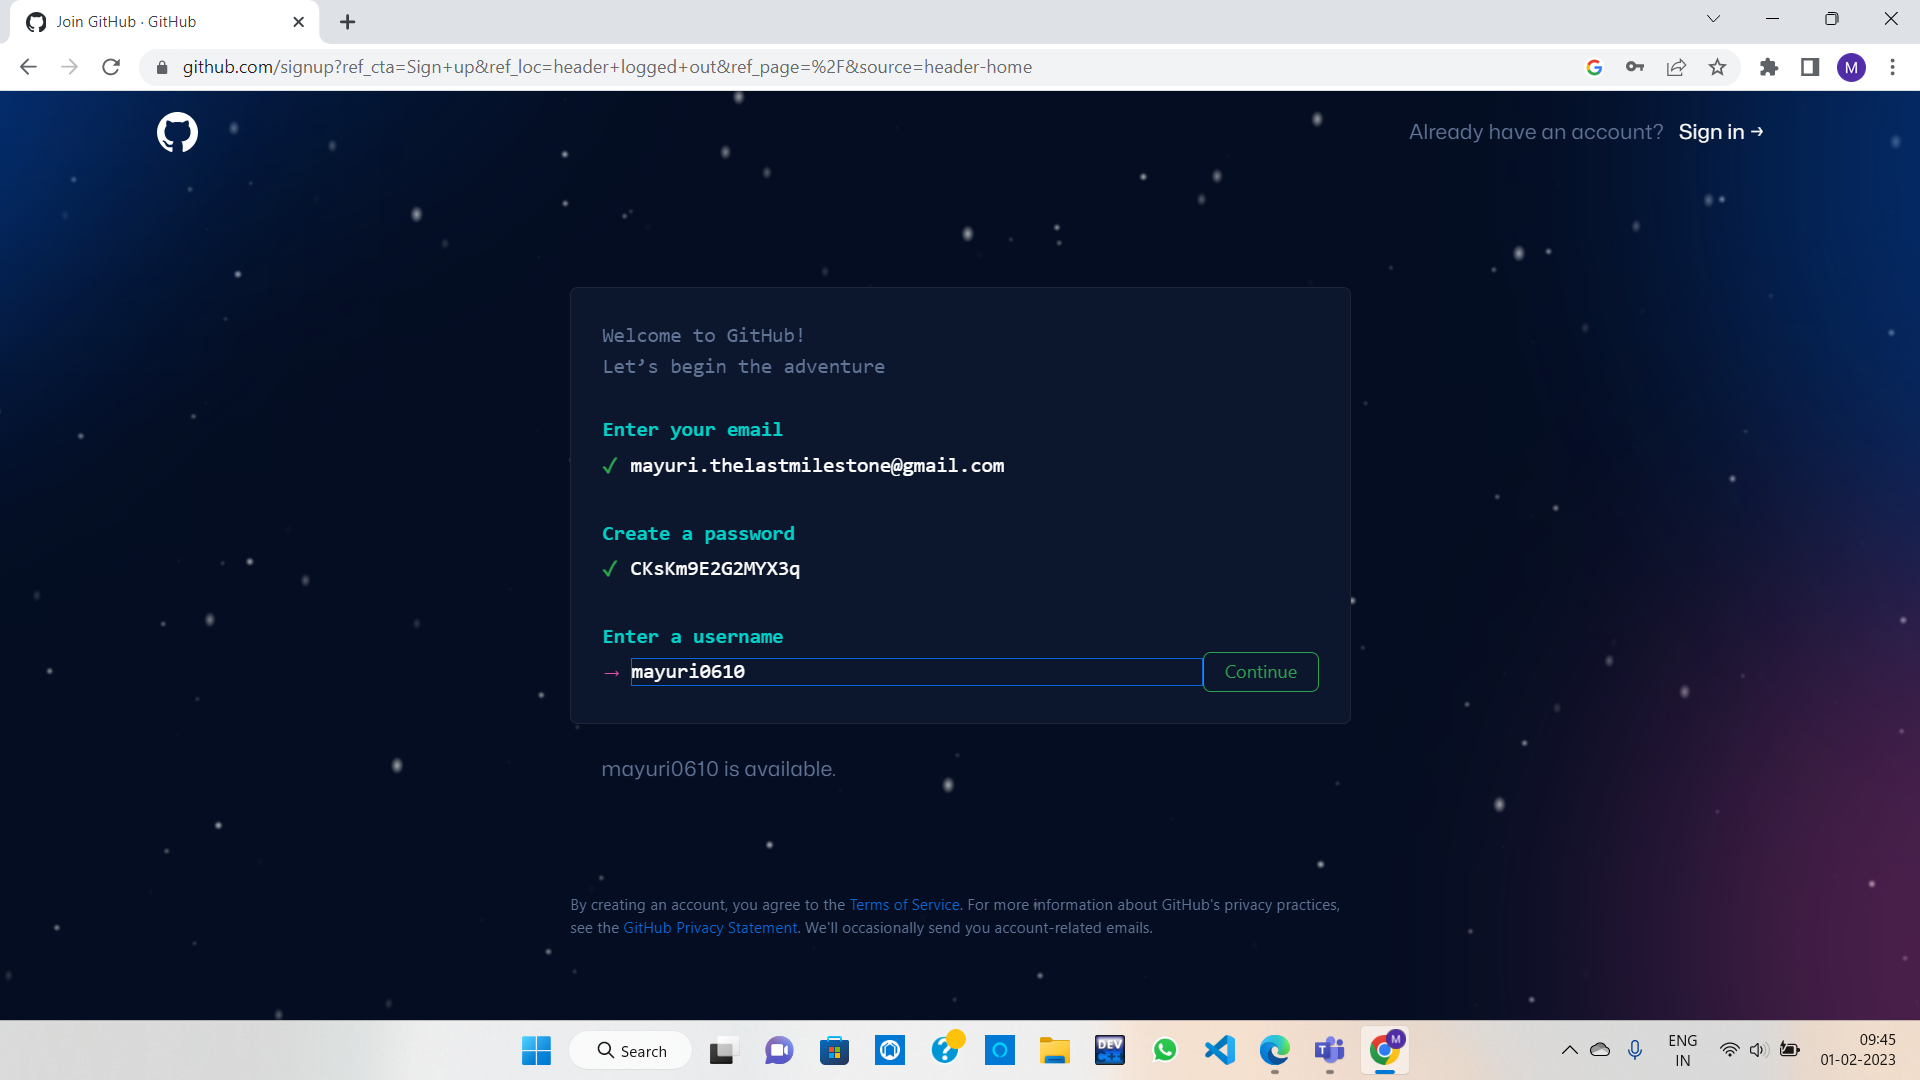 Join GitHub · GitHub
github.com/signup?ref_cta=Sign+up&ref_loc=header+logged+out&ref_page=%2F&source=header-home
M
Already have an account? Sign in →
Welcome to GitHub!
Let’s begin the adventure
Enter your email
✓ mayuri.thelastmilestone@gmail.com
Create a password
✓ CKsKm9E2G2MYX3q
Enter a username
→ mayuri0610 Continue
mayuri0610 is available.
By creating an account, you agree to the Terms of Service. For more information about GitHub's privacy practices,
see the GitHub Privacy Statement. We'll occasionally send you account-related emails.
Search
DEV
C++
M
ENG
IN
09:45
01-02-2023